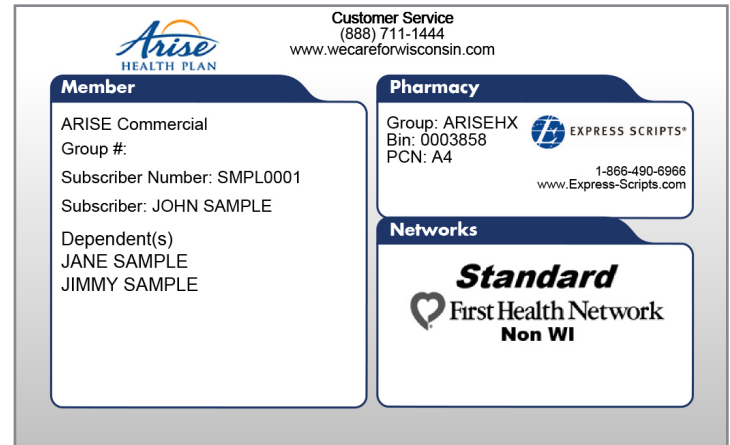 Arise
HEALTH PLAN
Customer Service
(888) 711-1444
www.wecareforwisconsin.com
Member
ARISE Commercial
Group #:
Subscriber Number: SMPL0001
Subscriber: JOHN SAMPLE
Dependent(s)
JANE SAMPLE
JIMMY SAMPLE
Pharmacy
Group: ARISEHX
Bin: 0003858
PCN: A4
E EXPRESS SCRIPTS®
1-866-490-6966
www.Express-Scripts.com
Networks
Standard
First Health Network
Non WI